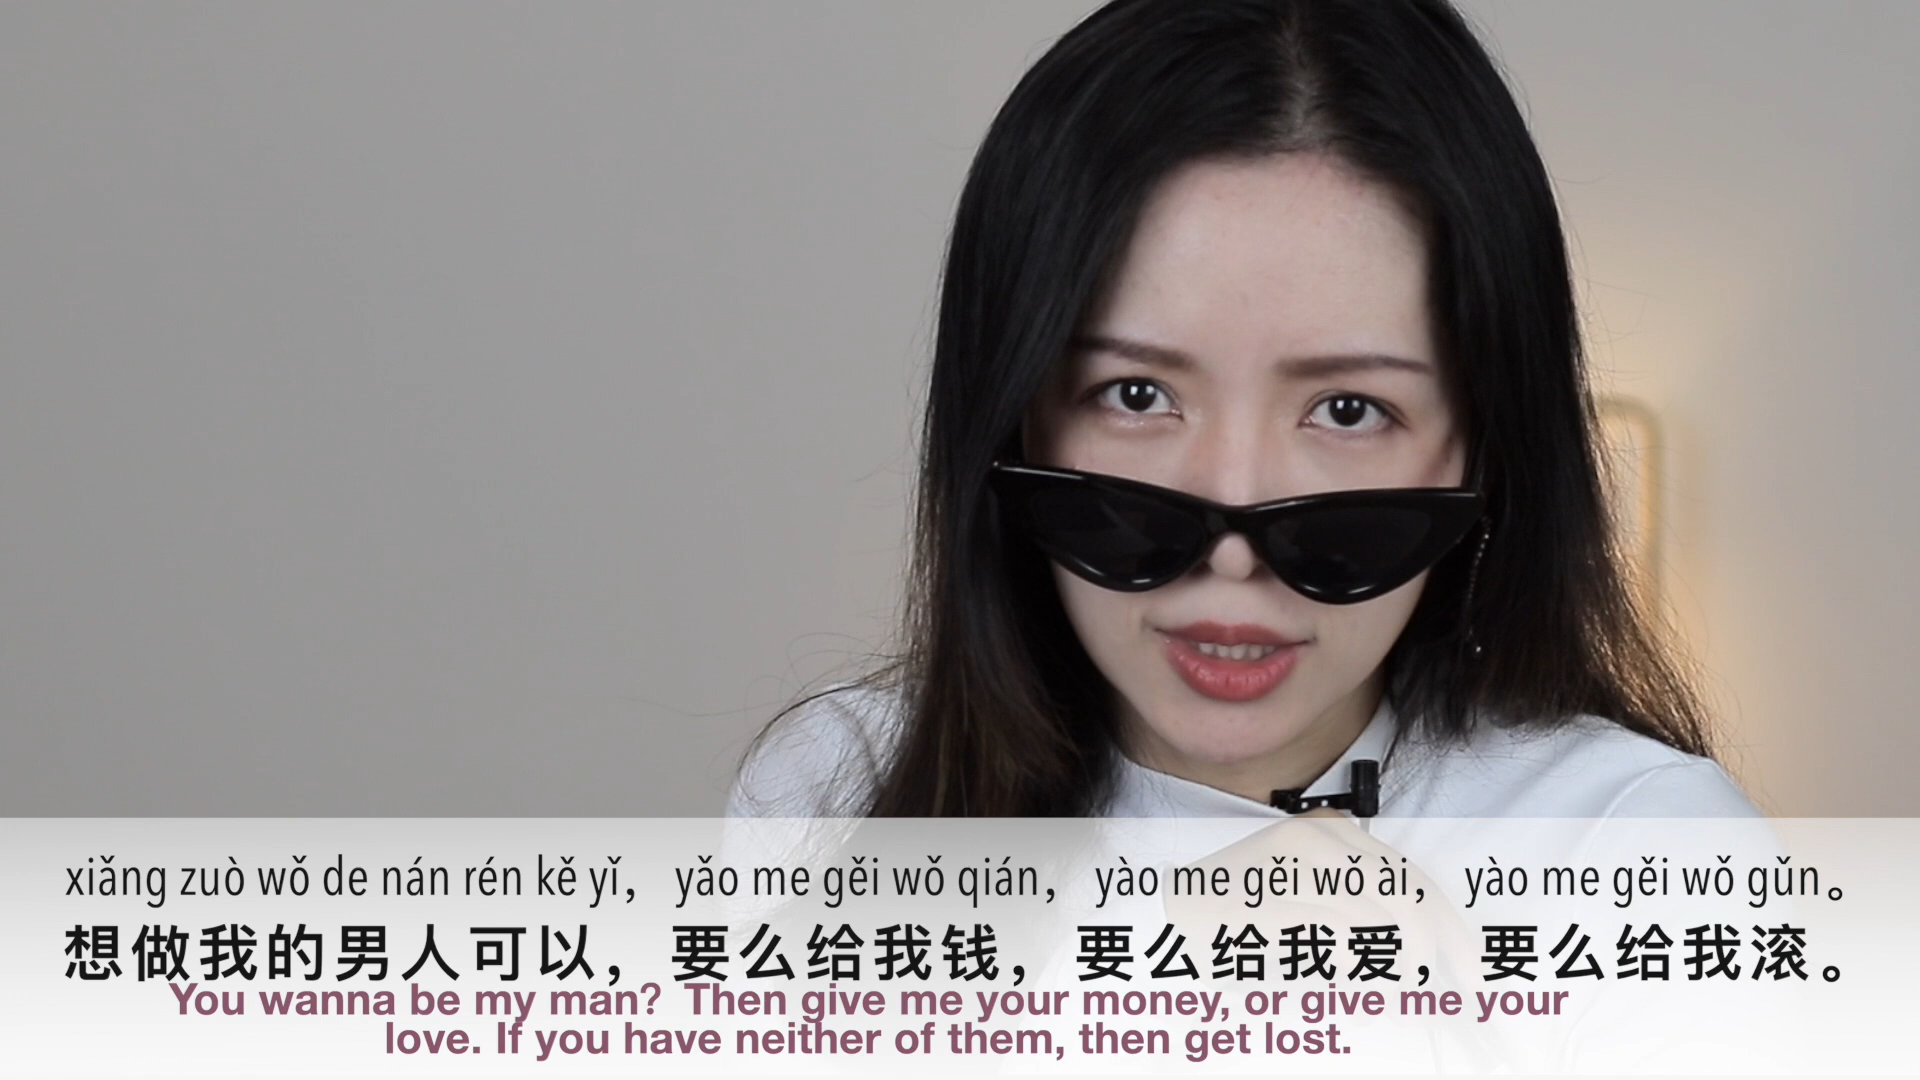 xiǎng zuò wǒ de nán rén kě yǐ， yǎo me gěi wǒ qián， yào me gěi wǒ ài， yào me gěi wǒ gǔn。
想做我的男人可以，要么给我钱，要么给我爱，要么给我滚。
You wanna be my man?  Then give me your money, or give me your
love. If you have neither of them, then get lost.